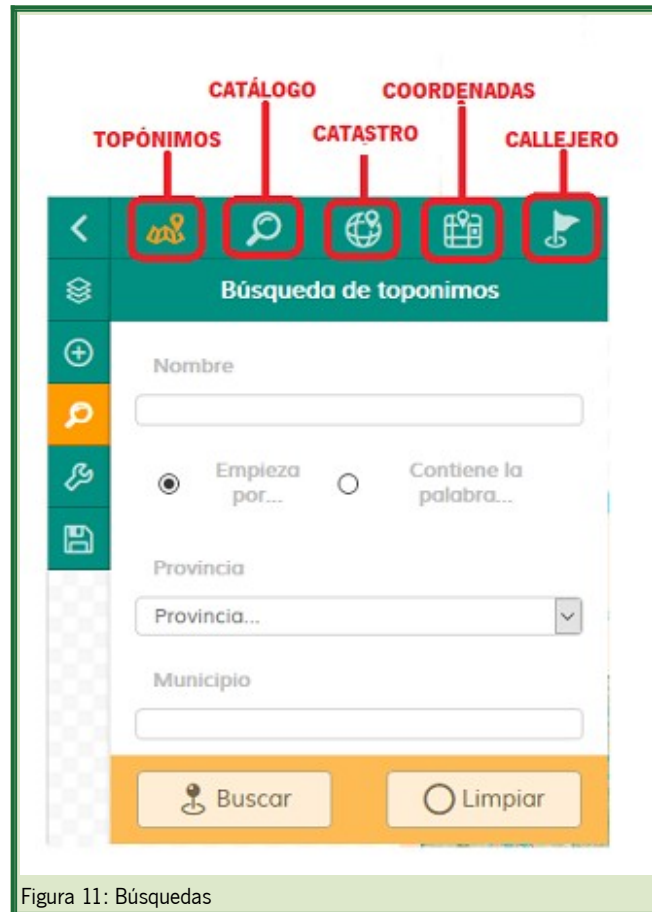 CATÁLOGO COORDENADAS
TOPÓNIMOS CATASTRO CALLEJERO
Búsqueda de toponimos
Nombre
Empieza por...
Contiene la palabra...
Provincia
Provincia...
Municipio
Buscar Limpiar
Figura 11: Búsquedas